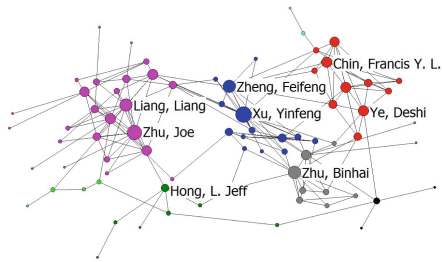 Chin, Francis Y. L.
Zheng, Feifeng
Liang, Liang
Xu, Yinfeng
Ye, Deshi
Zhu, Joe
Zhu, Binhai
Hong, L. Jeff